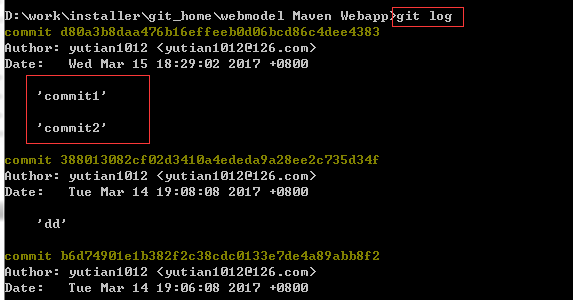 D:\work\installer\git_home\webmodel Maven Webapp>git log
commit d80a3b8daa476b16effeeb0d06bcd86c4dee4383
Author: yutian1012 <yutian1012@126.com>
Date:   Wed Mar 15 18:29:02 2017 +0800
'commit1'
'commit2'
commit 388013082cf02d3410a4ededa9a28ee2c735d34f
Author: yutian1012 <yutian1012@126.com>
Date:   Tue Mar 14 19:08:08 2017 +0800
'dd'
commit b6d74901e1b382f2c38cdc0133e7de4a89abb8f2
Author: yutian1012 <yutian1012@126.com>
Date:   Tue Mar 14 19:06:08 2017 +0800